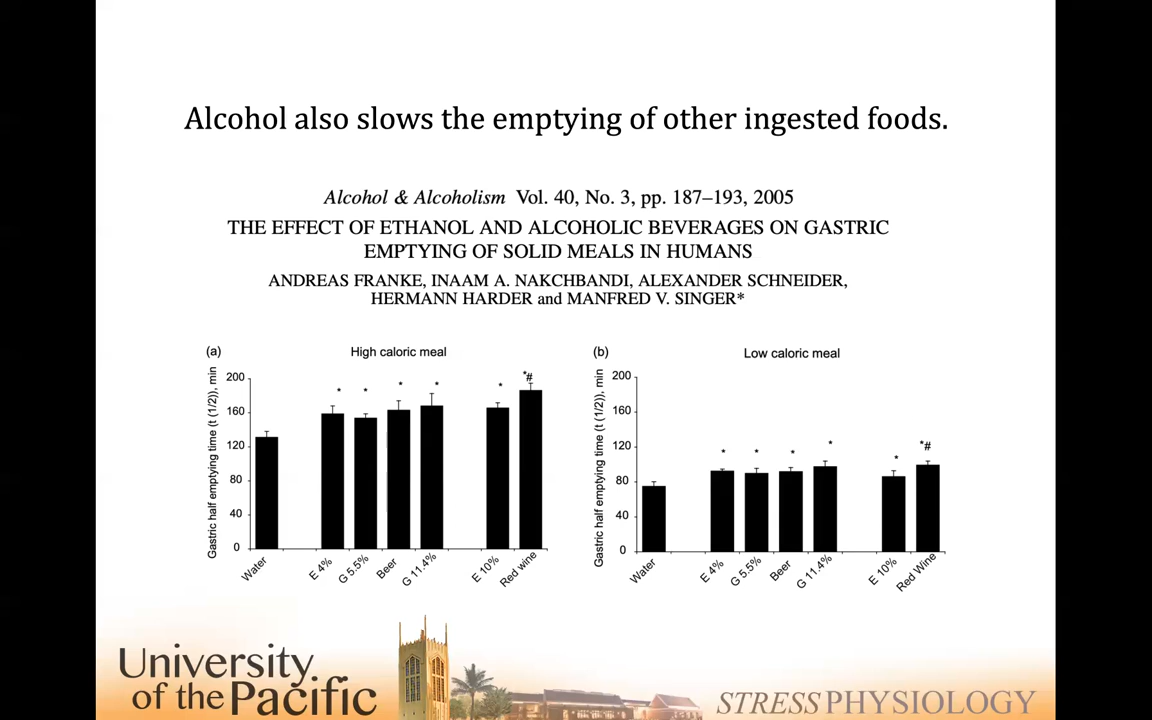 Alcohol also slows the emptying of other ingested foods.
Alcohol & Alcoholism Vol. 40, No. 3, pp. 187–193, 2005
THE EFFECT OF ETHANOL AND ALCOHOLIC BEVERAGES ON GASTRIC
EMPTYING OF SOLID MEALS IN HUMANS
ANDREAS FRANKE, INAAM A. NAKCHBANDI, ALEXANDER SCHNEIDER,
HERMANN HARDER and MANFRED V. SINGER*
(a)
High caloric meal
Gastric half emptying time (t (1/2)), min
200
160
120
80
40
0
*
*
*
*
*
*#
Water
E 4%
G 5.5%
Beer
G 11.4%
E 10%
Red wine
(b)
Low caloric meal
Gastric half emptying time (t (1/2)), min
200
160
120
80
40
0
*
*
*
*
*
*#
Water
E 4%
G 5.5%
Beer
G 11.4%
E 10%
Red Wine
University
of the Pacific
STRESS PHYSIOLOGY